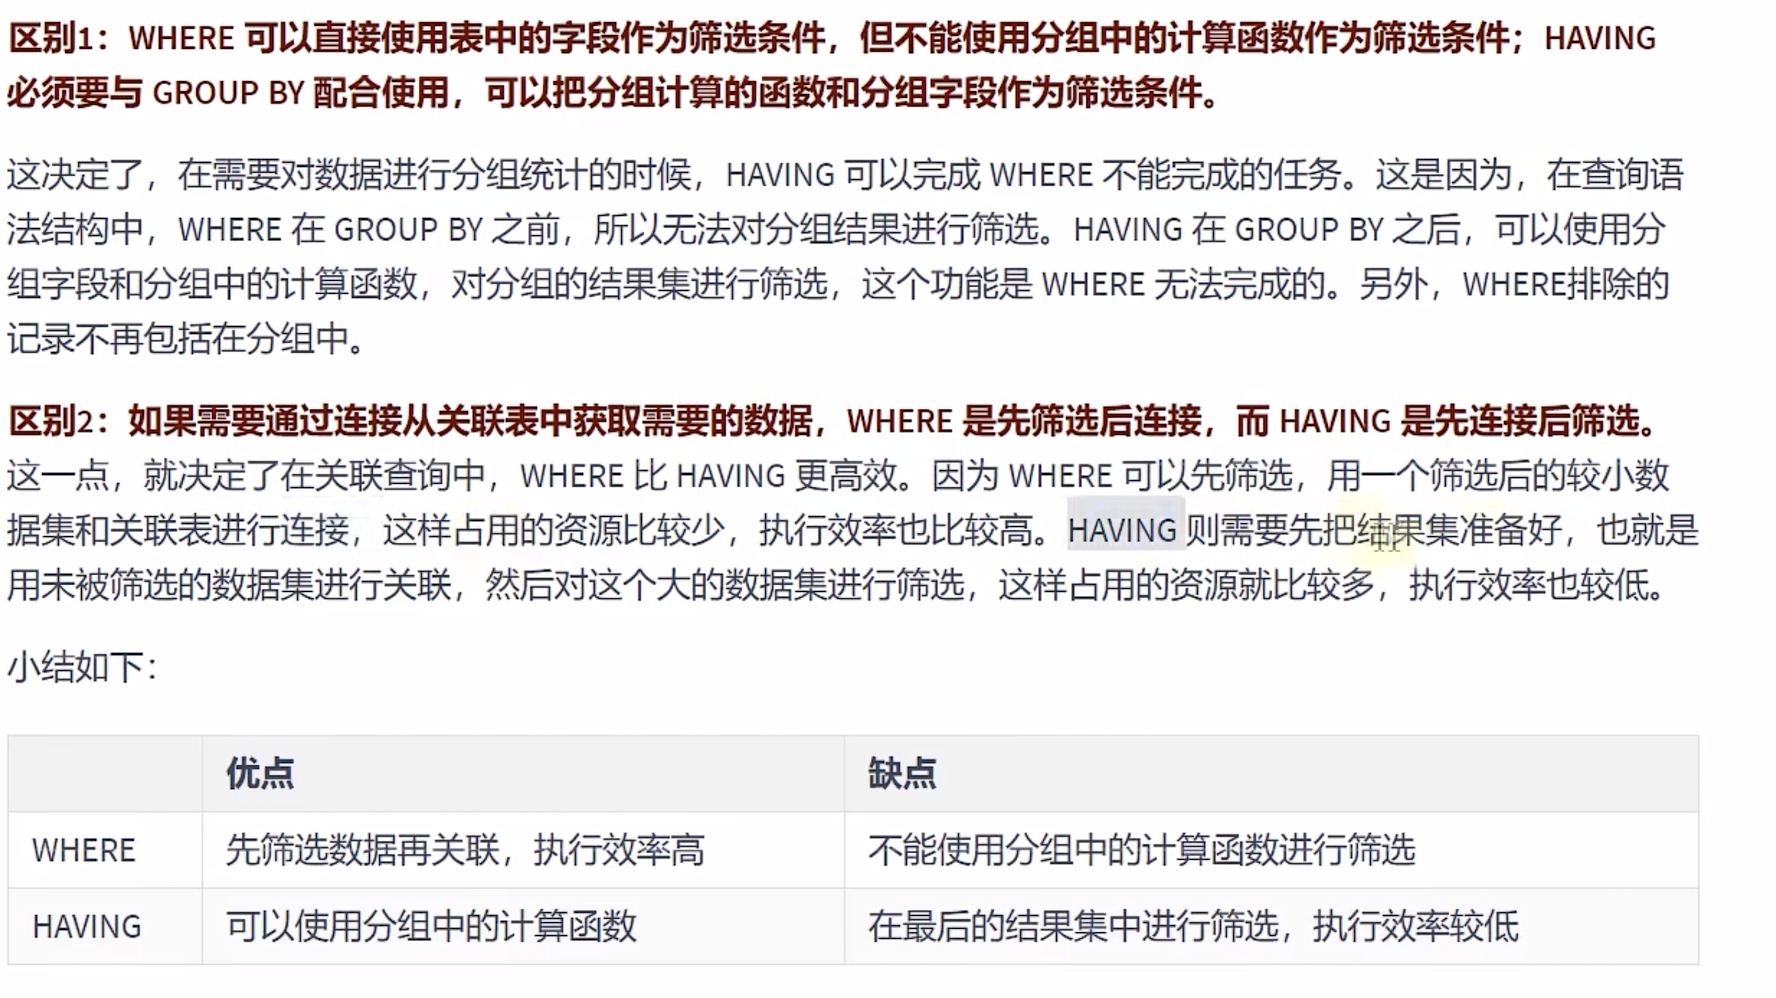 区别1：WHERE 可以直接使用表中的字段作为筛选条件，但不能使用分组中的计算函数作为筛选条件；HAVING
必须要与 GROUP BY 配合使用，可以把分组计算的函数和分组字段作为筛选条件。
这决定了，在需要对数据进行分组统计的时候，HAVING 可以完成 WHERE 不能完成的任务。这是因为，在查询语
法结构中，WHERE 在 GROUP BY 之前，所以无法对分组结果进行筛选。HAVING 在 GROUP BY 之后，可以使用分
组字段和分组中的计算函数，对分组的结果集进行筛选，这个功能是 WHERE 无法完成的。另外，WHERE排除的
记录不再包括在分组中。
区别2：如果需要通过连接从关联表中获取需要的数据，WHERE 是先筛选后连接，而 HAVING 是先连接后筛选。
这一点，就决定了在关联查询中，WHERE 比 HAVING 更高效。因为 WHERE 可以先筛选，用一个筛选后的较小数
据集和关联表进行连接，这样占用的资源比较少，执行效率也比较高。HAVING 则需要先把结果集准备好，也就是
用未被筛选的数据集进行关联，然后对这个大的数据集进行筛选，这样占用的资源就比较多，执行效率也较低。
小结如下：
优点 缺点
WHERE 先筛选数据再关联，执行效率高 不能使用分组中的计算函数进行筛选
HAVING 可以使用分组中的计算函数 在最后的结果集中进行筛选，执行效率较低